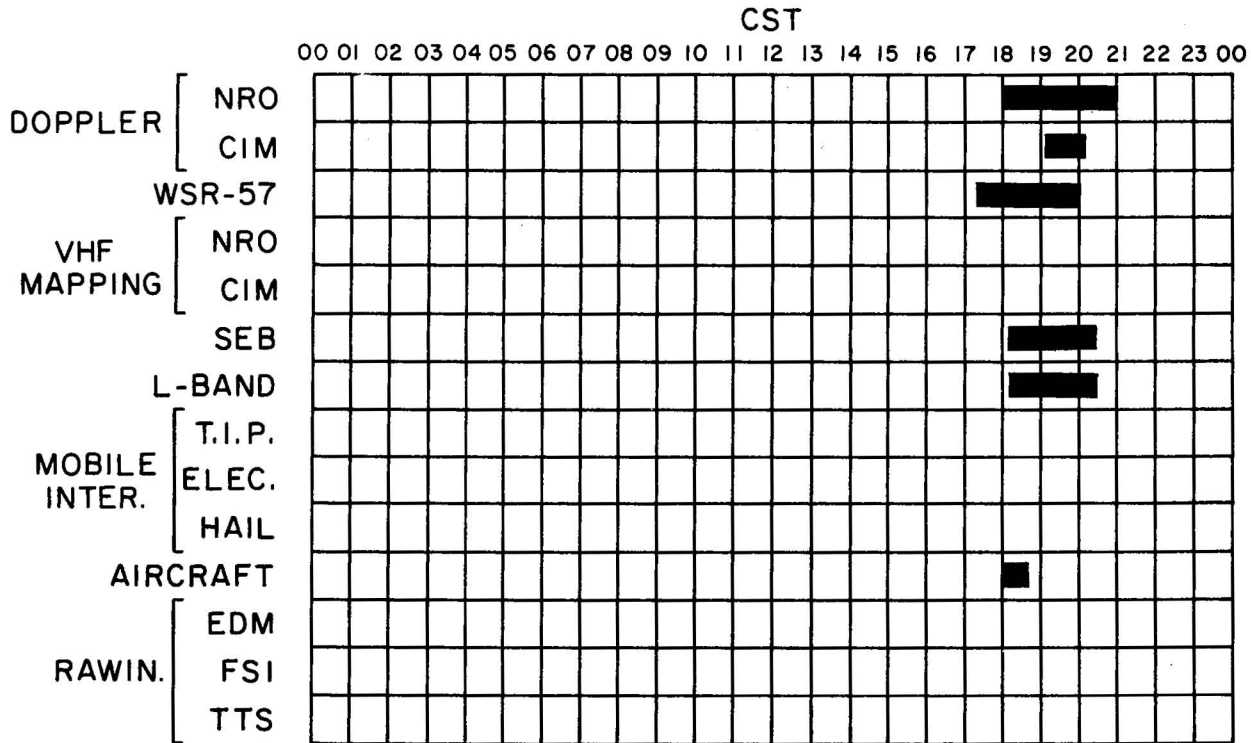 CST
00 01 02 03 04 05 06 07 08 09 10 11 12 13 14 15 16 17 18 19 20 21 22 23 00
DOPPLER
NRO
CIM
WSR-57
VHF
MAPPING
NRO
CIM
SEB
L-BAND
MOBILE
INTER.
T.I.P.
ELEC.
HAIL
AIRCRAFT
RAWIN.
EDM
FSI
TTS